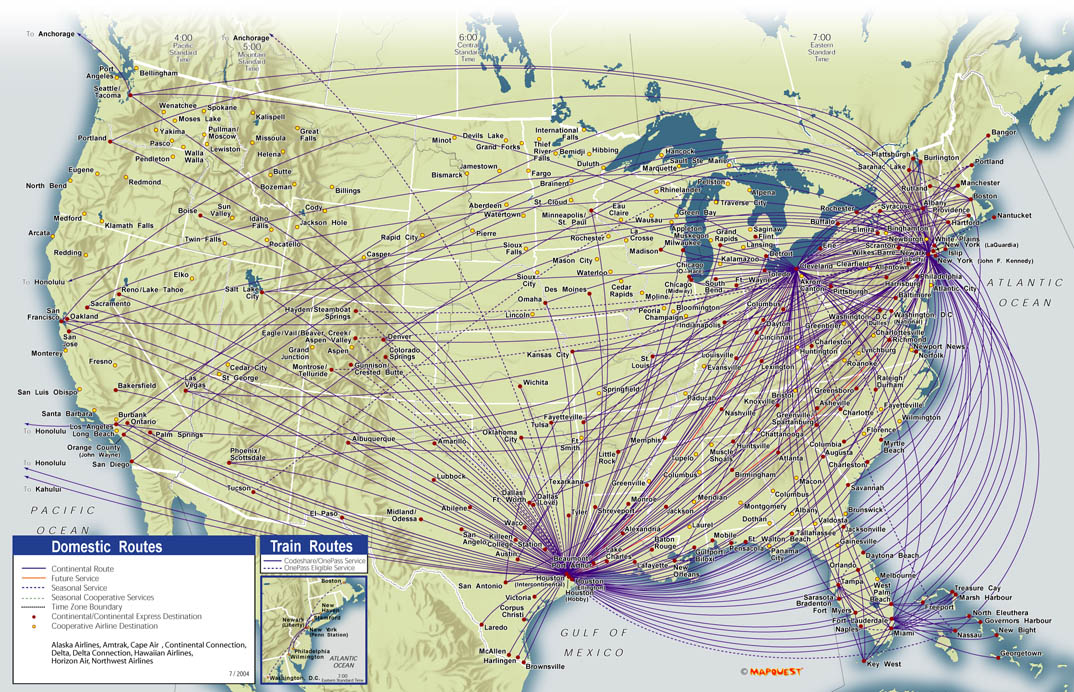 To Anchorage
To Anchorage
4:00
Pacific
Standard
Time
5:00
Mountain
Standard
Time
6:00
Central
Standard
Time
7:00
Eastern
Standard
Time
Port
Angeles
Bellingham
Seattle/
Tacoma
Wenatchee
Spokane
Moses Lake
Kalispell
Yakima
Pullman/
Moscow
Missoula
Great
Falls
Portland
Pasco
Walla
Walla
Lewiston
Helena
Pendleton
Eugene
Redmond
Butte
Bozeman
Billings
North Bend
Boise
Sun
Valley
Idaho
Falls
Cody
Jackson Hole
Medford
Klamath Falls
Twin Falls
Pocatello
Arcata
Redding
Casper
Rapid City
Elko
To Honolulu
Reno/Lake Tahoe
Salt Lake
City
Sacramento
San
Francisco
Oakland
San
Jose
Monterey
Fresno
Hayden/Steamboat
Springs
Eagle/Vail/Beaver Creek/
Aspen Valley
Denver
Grand
Junction
Aspen
Colorado
Springs
Montrose/
Telluride
Gunnison/
Crested Butte
Cedar City
St George
Las
Vegas
San Luis Obispo
Bakersfield
Santa Barbara
Burbank
Ontario
To Honolulu
Los Angeles
Long Beach
Palm Springs
Orange County
(John Wayne)
San Diego
To Honolulu
To Kahului
Phoenix/
Scottsdale
Tucson
Albuquerque
El Paso
Minot
Devils Lake
Grand Forks
International
Falls
Thief
River
Falls
Bemidji
Hibbing
Duluth
Jamestown
Bismarck
Fargo
Brainerd
Aberdeen
Watertown
St. Cloud
Minneapolis/
St. Paul
Eau
Claire
Wausau
Rhinelander
Hancock
Sault Ste Marie
Marquette
Pellston
Alpena
Traverse City
Green Bay
Appleton
Muskegon
Milwaukee
Grand
Rapids
Saginaw
Flint
Lansing
Kalamazoo
Detroit
Toledo
Pierre
Sioux
Falls
Rochester
La
Crosse
Madison
Mason City
Waterloo
Sioux
City
Omaha
Des Moines
Cedar
Rapids
Moline
Chicago
(O'Hare)
Chicago
(Midway)
South
Bend
Ft. Wayne
Lincoln
Peoria
Bloomington
Champaign
Indianapolis
Kansas City
St.
Louis
Wichita
Springfield
Evansville
Louisville
Lexington
Cleveland
Akron
Canton
Columbus
Dayton
Cincinnati
Pittsburgh
Erie
Clearfield
Bangor
Plattsburgh
Saranac Lake
Burlington
Portland
Rutland
Manchester
Boston
Albany
Providence
Nantucket
Hartford
Rochester
Syracuse
Buffalo
Elmira
Binghamton
Newburgh
Scranton
Wilkes-Barre
Newark
White Plains
New York (LaGuardia)
Islip
New York (John F. Kennedy)
Allentown
Philadelphia
Harrisburg
Atlantic City
Baltimore
Washington D.C.
(Dulles)
Washington, D.C.
(National)
Greenbrier
Charlottesville
Charleston
Richmond
Newport News
Huntington
Lynchburg
Norfolk
Roanoke
Bristol
Greensboro
Raleigh/
Durham
Knoxville
Asheville
Fayetteville
Nashville
Greenville/
Spartanburg
Charlotte
Wilmington
Paducah
Chattanooga
Florence
Columbia
Myrtle
Beach
Augusta
Charleston
Huntsville
Muscle
Shoals
Atlanta
Tupelo
Memphis
Columbus
Birmingham
Macon
Columbus
Savannah
Fayetteville
Tulsa
Oklahoma
City
Ft
Smith
Little
Rock
Amarillo
Lubbock
Texarkana
Greenville
Dallas/
Ft. Worth
Dallas
(Love)
Abilene
Midland/
Odessa
Tyler
Shreveport
Monroe
Jackson
Meridian
Montgomery
Albany
Brunswick
Dothan
Valdosta
Jacksonville
Laurel
Waco
Killeen
College Station
San
Angelo
Austin
Alexandria
Lake
Charles
Baton
Rouge
Lafayette
New
Orleans
Gulfport
Biloxi
Mobile
Pensacola
Ft. Walton Beach
Panama
City
Tallahassee
Gainesville
Daytona Beach
Orlando
Melbourne
Tampa
Sarasota
Bradenton
Fort Myers
West
Palm
Beach
Fort Lauderdale
Naples
Miami
Key West
Freeport
Treasure Cay
Marsh Harbour
North Eleuthera
Governors Harbour
Nassau
New Bight
Georgetown
Beaumont
Port Arthur
Houston
(Intercontinental)
Houston
Ellington
Houston
(Hobby)
San Antonio
Victoria
Corpus
Christi
Laredo
McAllen
Harlingen
Brownsville
PACIFIC
OCEAN
ATLANTIC
OCEAN
GULF OF
MEXICO
Domestic Routes
Continental Route
Future Service
Seasonal Service
Seasonal Cooperative Services
Time Zone Boundary
Continental/Continental Express Destination
Cooperative Airline Destination
Alaska Airlines, Amtrak, Cape Air , Continental Connection,
Delta, Delta Connection, Hawaiian Airlines,
Horizon Air, Northwest Airlines
7/2004
Train Routes
Codeshare/OnePass Service
OnePass Eligible Service
Boston
New
Haven
Stamford
Newark
(Liberty)
New York
(Penn Station)
Philadelphia
Wilmington
ATLANTIC
OCEAN
Washington, D.C.
7:00
Eastern Standard Time
© MAPQUEST